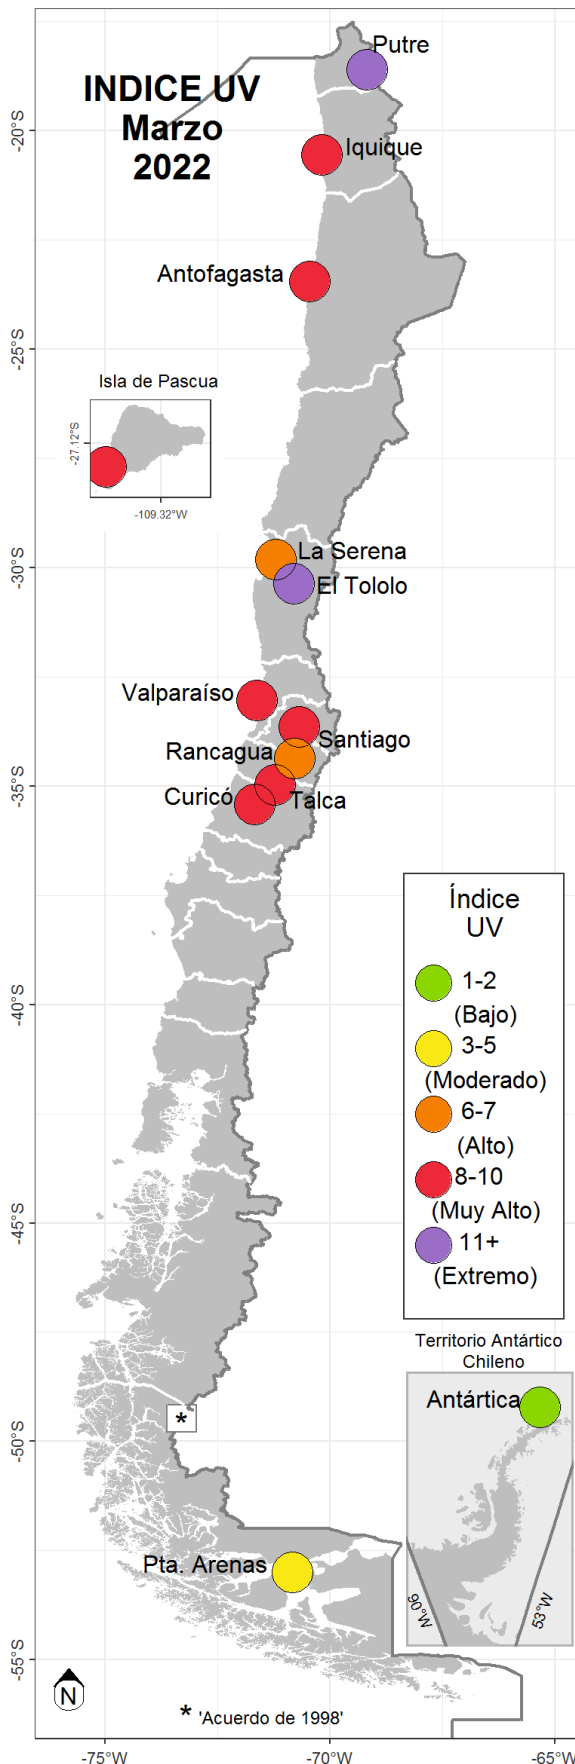 Putre
INDICE UV
Marzo
2022
-20°S
Iquique
Antofagasta
-25°S
Isla de Pascua
-27.12°S
-109.32°W
La Serena
-30°S
El Tololo
Valparaíso
Santiago
Rancagua
-35°S
Curicó
Talca
Índice
UV
1-2
(Bajo)
3-5
(Moderado)
6-7
(Alto)
8-10
(Muy Alto)
11+
(Extremo)
-40°S
-45°S
Territorio Antártico
Chileno
Antártica
90°W
53°W
*
-50°S
Pta. Arenas
-55°S
N
* 'Acuerdo de 1998'
-75°W
-70°W
-65°W